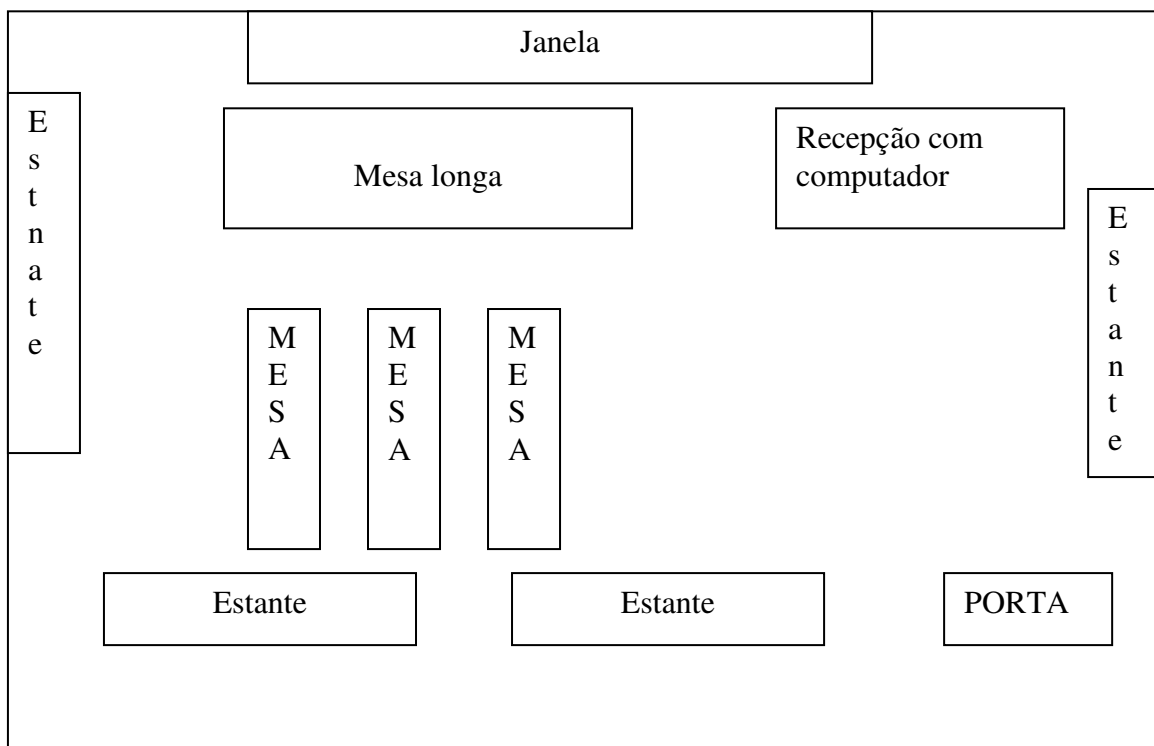 Janela
Estnate
Mesa longa
Recepção com
computador
Estante
MESA
MESA
MESA
Estante
Estante
PORTA